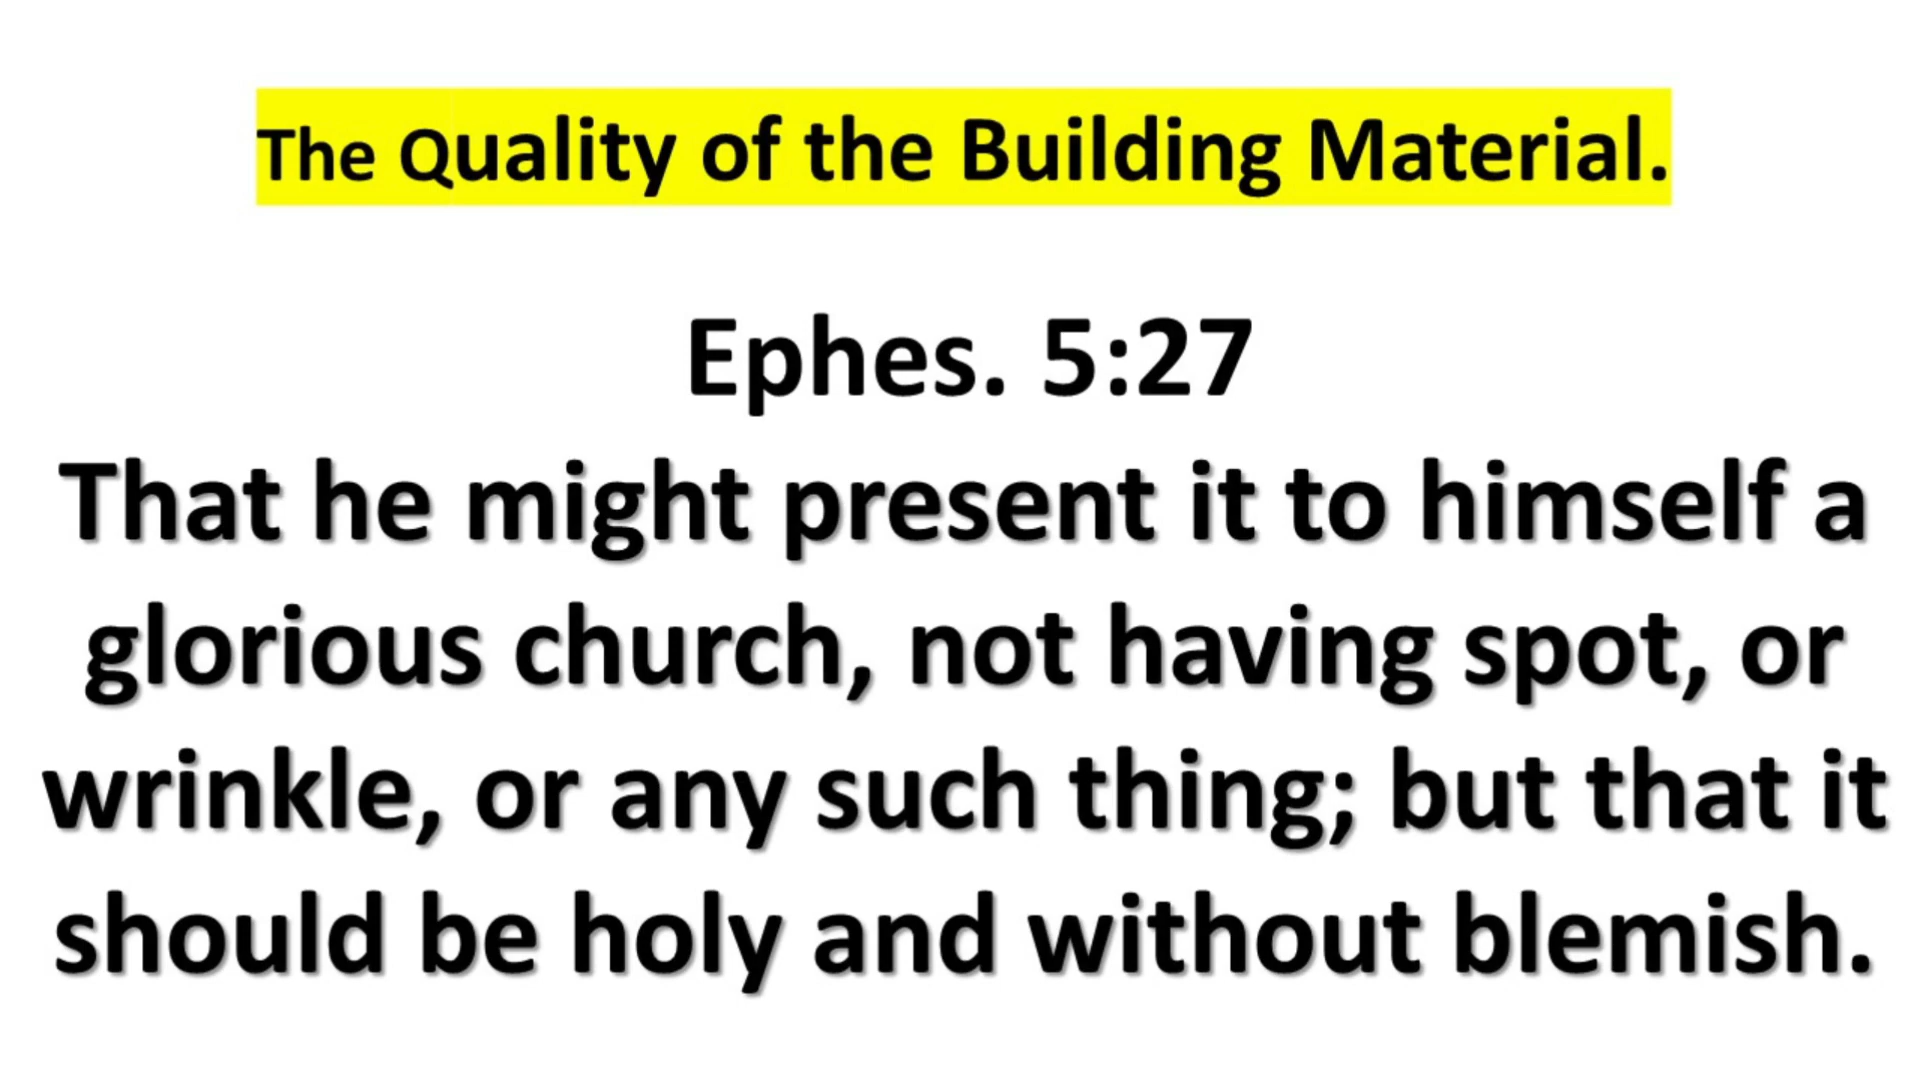 The Quality of the Building Material.
Ephes. 5:27
That he might present it to himself a
glorious church, not having spot, or
wrinkle, or any such thing; but that it
should be holy and without blemish.